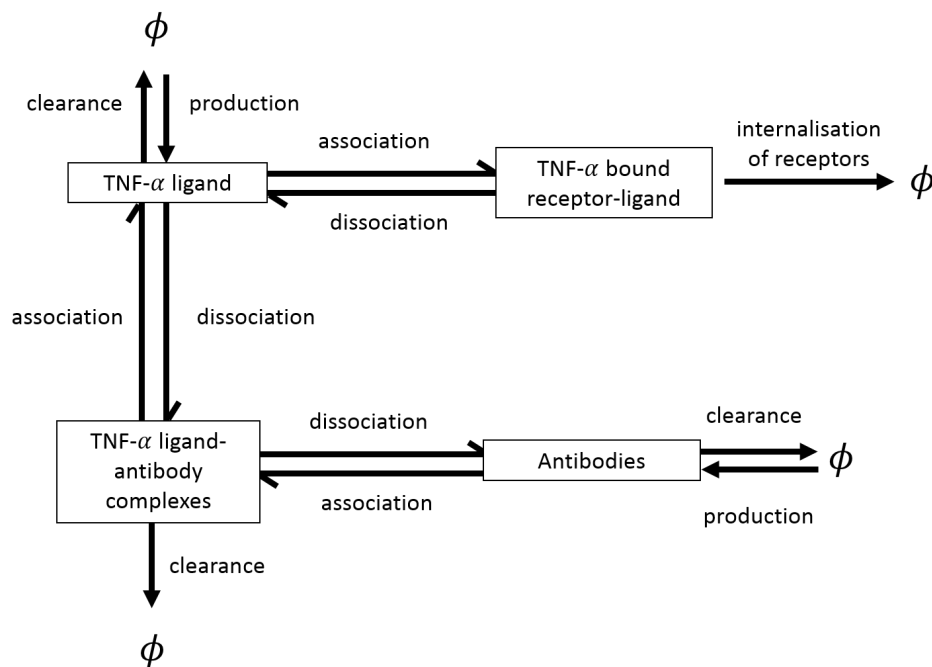 ϕ
clearance
production
association
internalisation
of receptors
TNF-α ligand
TNF-α bound
receptor-ligand
ϕ
dissociation
association
dissociation
dissociation
clearance
TNF-α ligand-
antibody
complexes
Antibodies
ϕ
association
production
clearance
ϕ